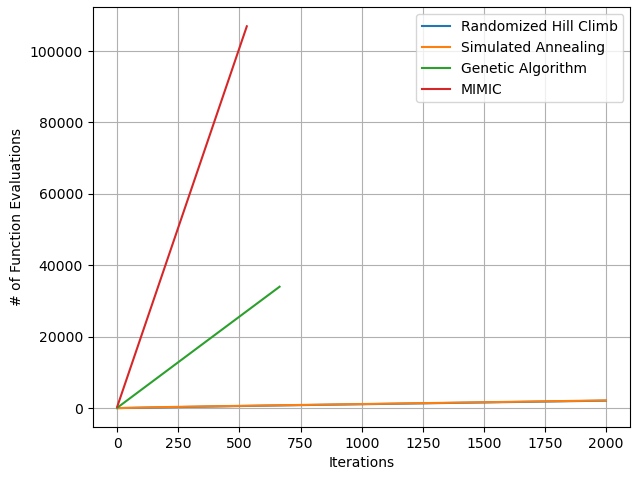 Randomized Hill Climb
Simulated Annealing
Genetic Algorithm
MIMIC
100000
80000
60000
40000
20000
0
# of Function Evaluations
0 250 500 750 1000 1250 1500 1750 2000
Iterations